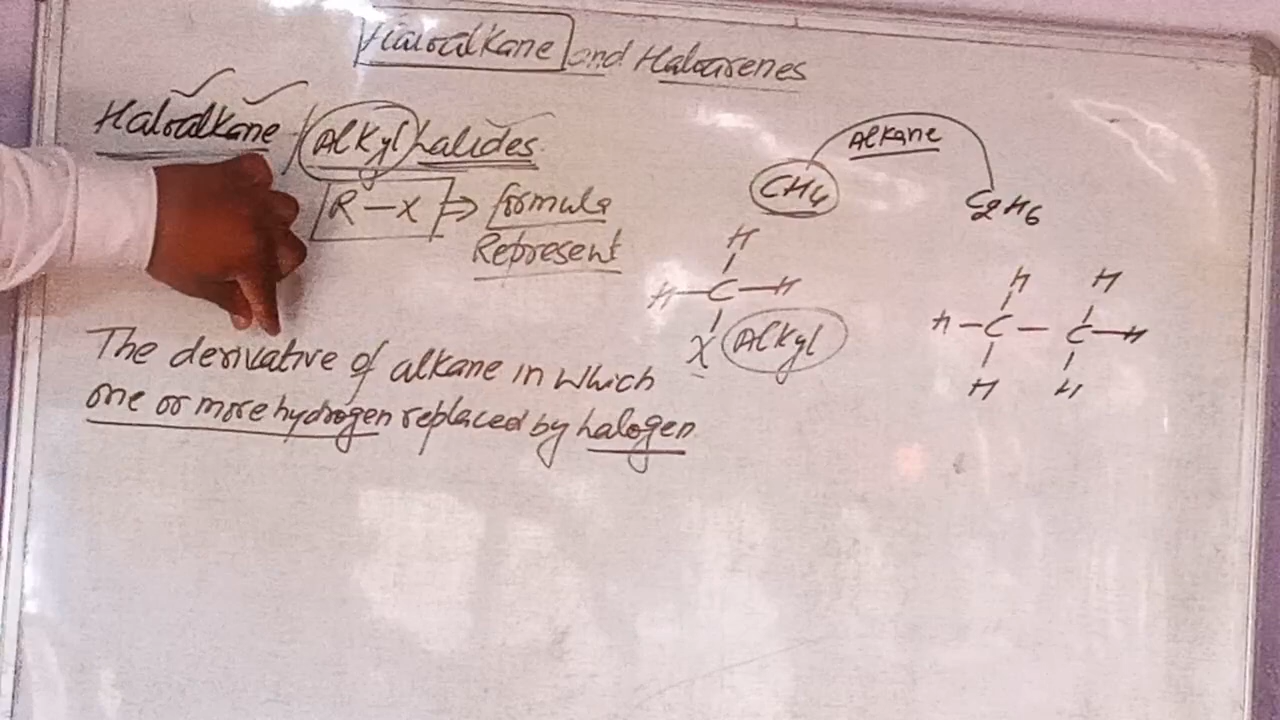 Haloalkane and Haloarenes
Haloalkane / Alkyl halides
R – X ⇒ formula
Represent
The derivative of alkane in which
one or more hydrogen replaced by halogen
Alkane
CH4 C2H6
H
H – C – H
X Alkyl
H H
H – C – C – H
H H